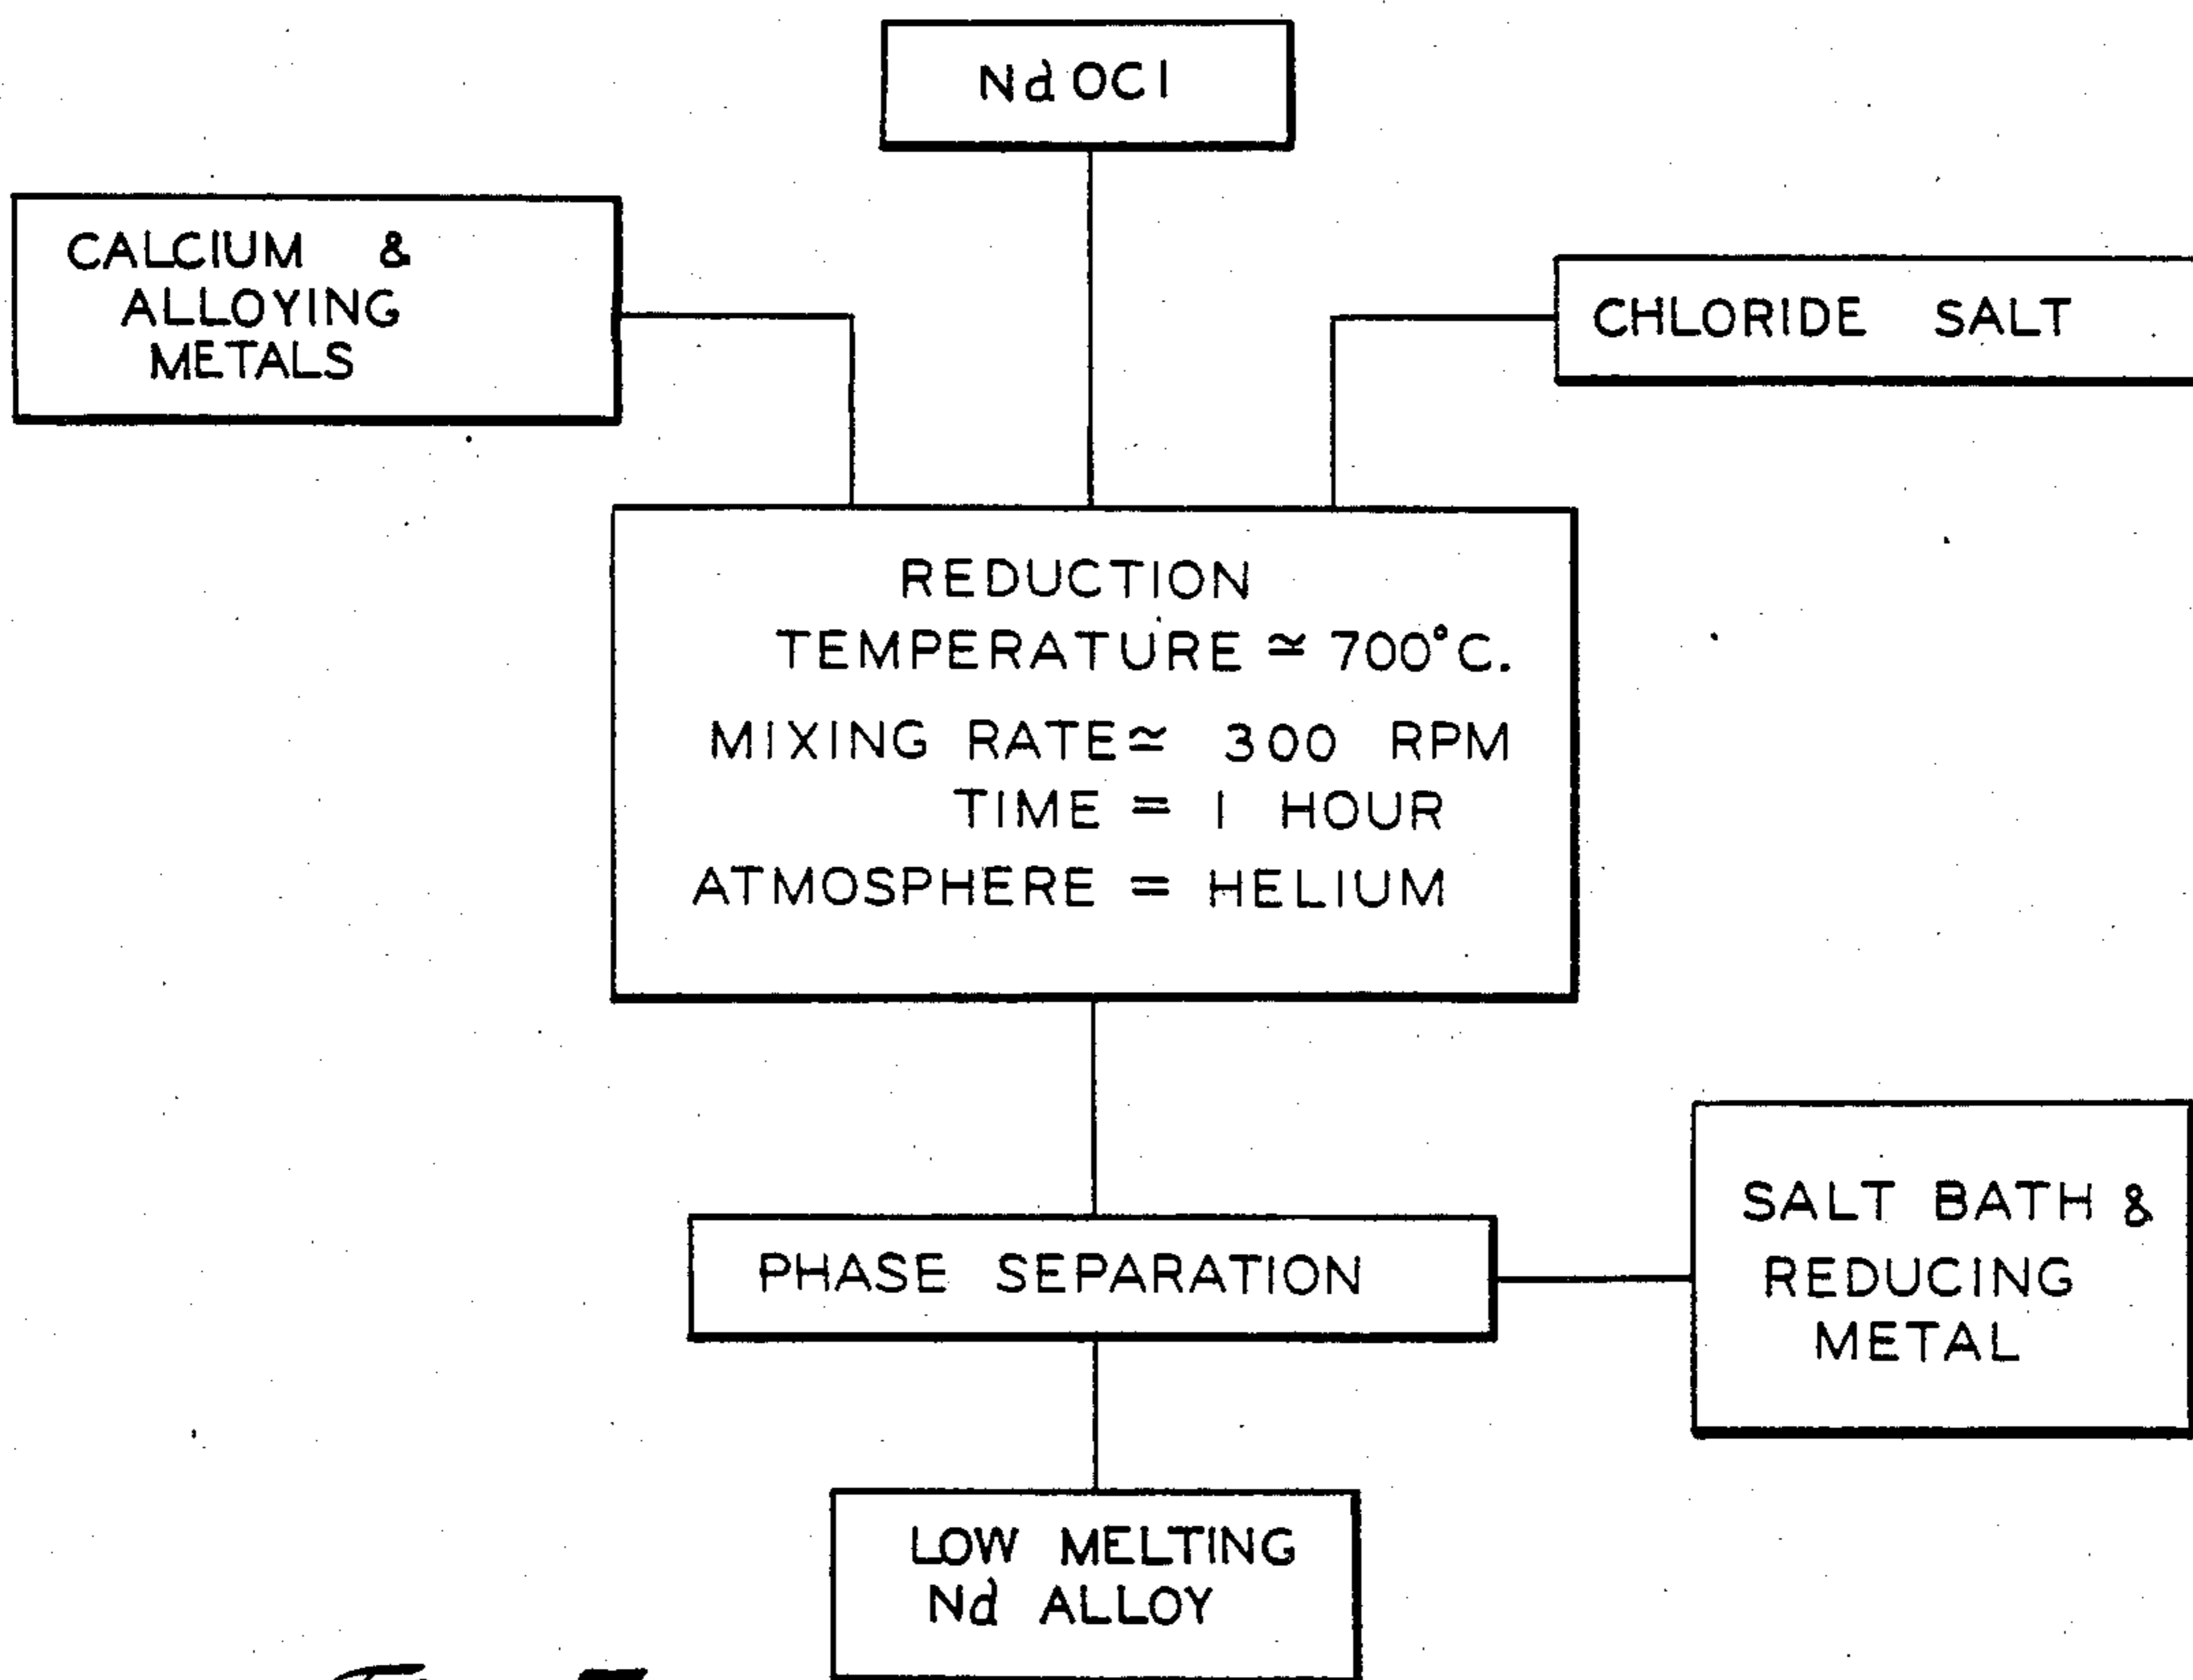 NdOCl
CALCIUM &
ALLOYING
METALS
CHLORIDE SALT
REDUCTION
TEMPERATURE ≃ 700°C.
MIXING RATE ≃ 300 RPM
TIME = 1 HOUR
ATMOSPHERE = HELIUM
PHASE SEPARATION
SALT BATH &
REDUCING
METAL
LOW MELTING
Nd ALLOY